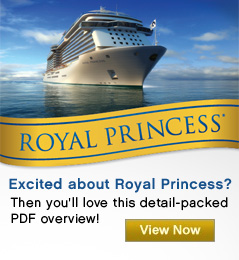 ROYAL PRINCESS®
Excited about Royal Princess?
Then you'll love this detail-packed
PDF overview!
View Now